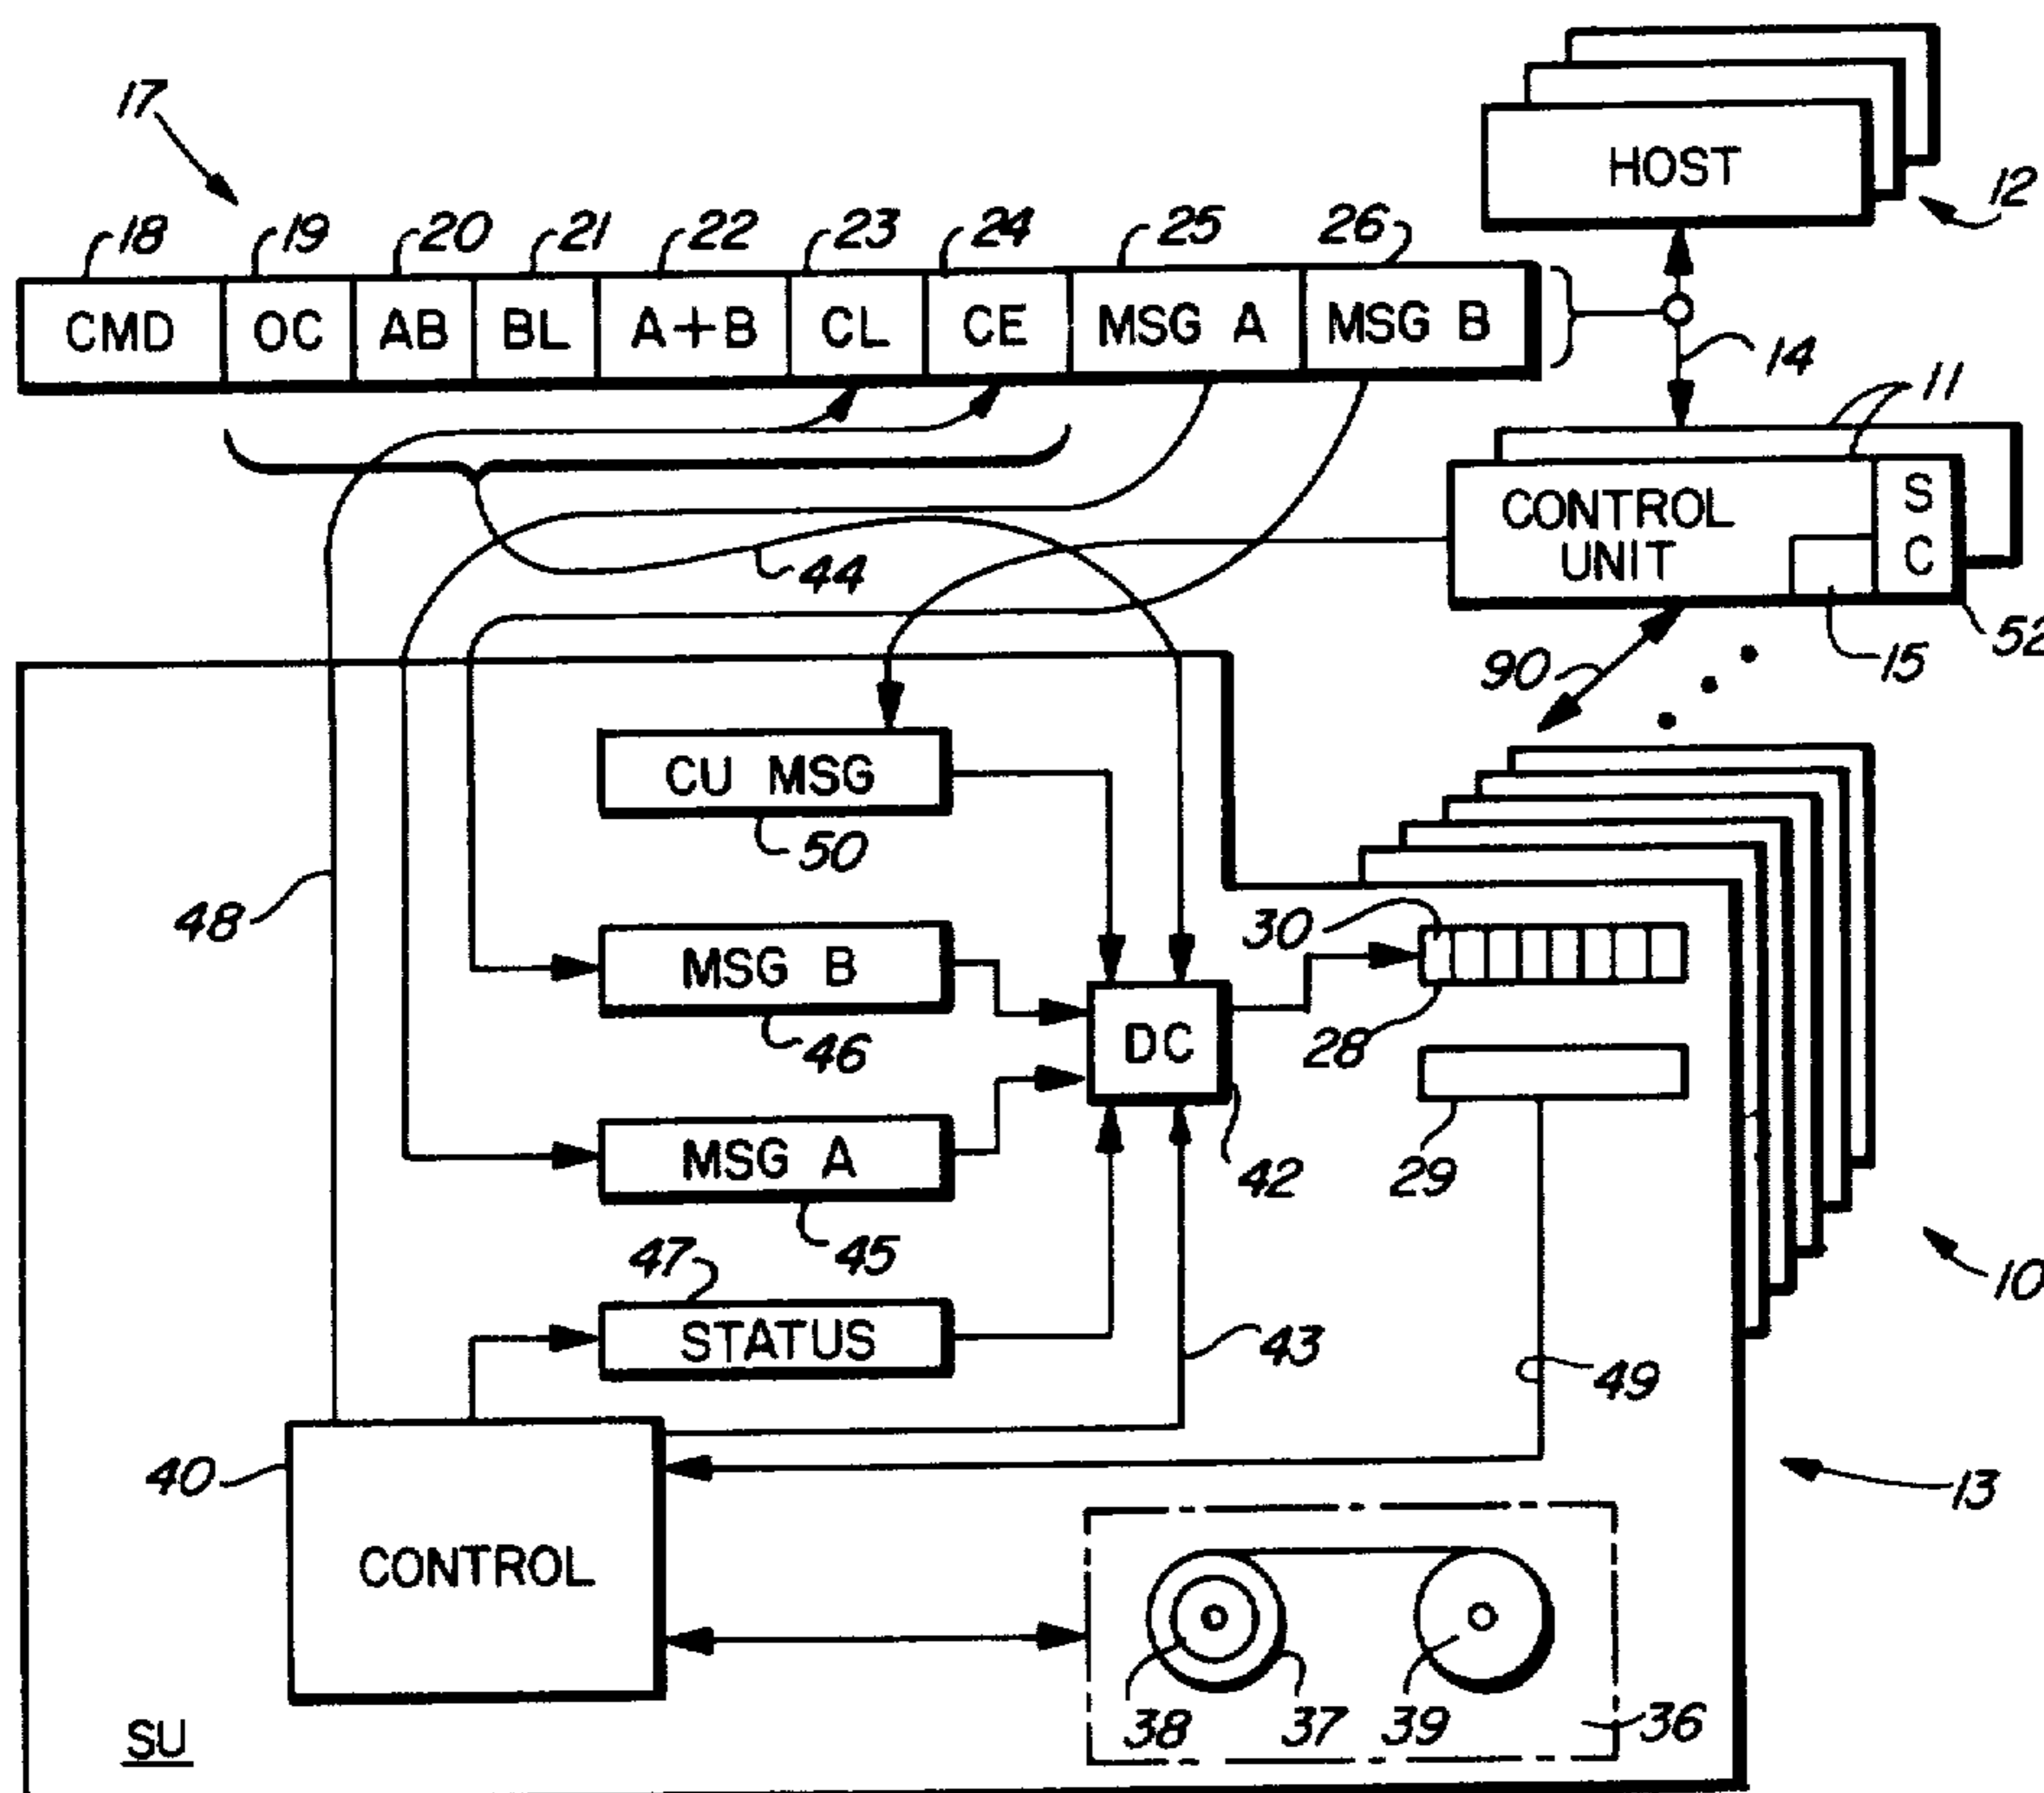 17
HOST
12
18 19 20 21 22 23 24 25 26
CMD OC AB BL A+B CL CE MSG A MSG B
14
11
CONTROL UNIT
S C
44
52
15
90
CU MSG
50
48
30
MSG B
46
DC
28
MSG A
45
42
29
47
STATUS
43
49
10
40
CONTROL
13
38 37 39 36
SU